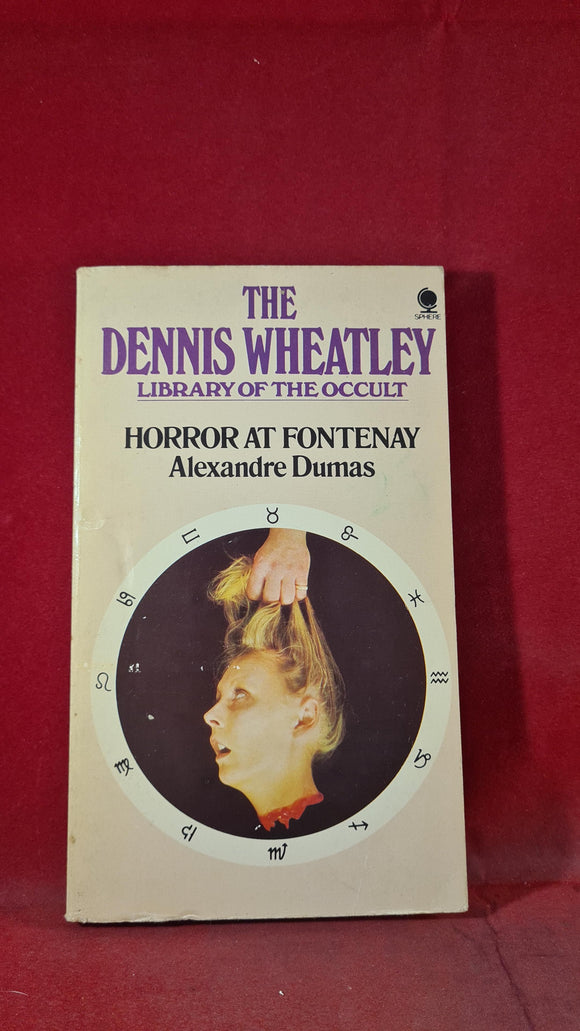 THE
DENNIS WHEATLEY
LIBRARY OF THE OCCULT
SPHERE
HORROR AT FONTENAY
Alexandre Dumas